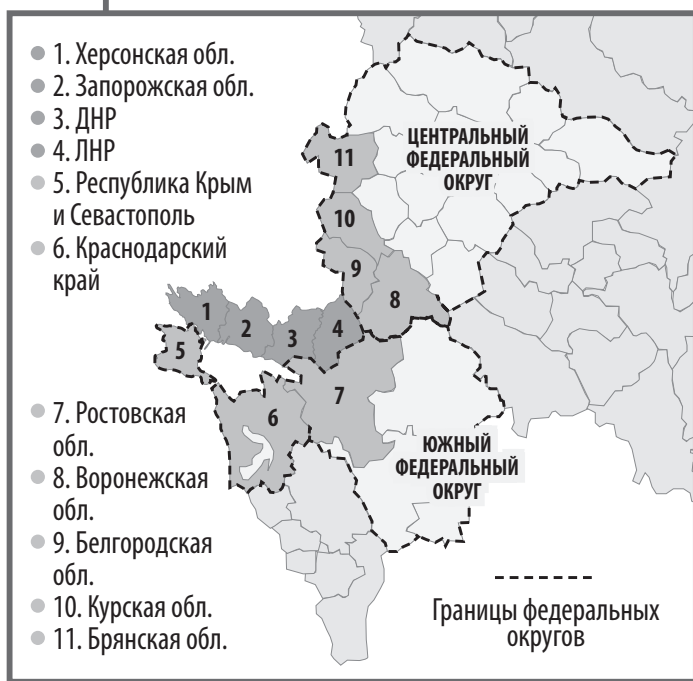 1. Херсонская обл.
2. Запорожская обл.
3. ДНР
4. ЛНР
5. Республика Крым
и Севастополь
6. Краснодарский
край
7. Ростовская
обл.
8. Воронежская
обл.
9. Белгородская
обл.
10. Курская обл.
11. Брянская обл.
ЦЕНТРАЛЬНЫЙ
ФЕДЕРАЛЬНЫЙ
ОКРУГ
11
10
9
8
1
2
3
4
5
6
7
ЮЖНЫЙ
ФЕДЕРАЛЬНЫЙ
ОКРУГ
Границы федеральных
округов